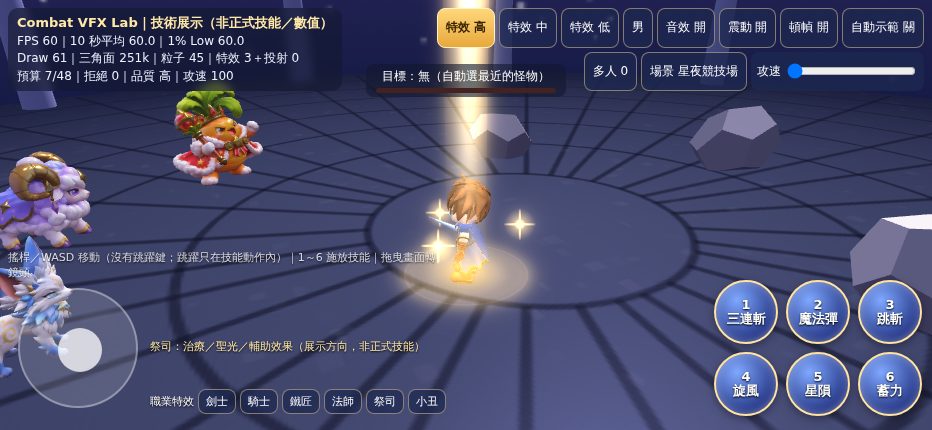 Combat VFX Lab｜技術展示（非正式技能／數值）
FPS 60｜10 秒平均 60.0｜1% Low 60.0
Draw 61｜三角面 251k｜粒子 45｜特效 3＋投射 0
預算 7/48｜拒絕 0｜品質 高｜攻速 100
特效 高
特效 中
特效 低
男
音效 開
震動 開
頓幀 開
自動示範 關
多人 0
場景 星夜競技場
攻速
目標：無（自動選最近的怪物）
搖桿／WASD 移動（沒有跳躍鍵；跳躍只在技能動作內）｜1~6 施放技能｜拖曳畫面轉
鏡頭
祭司：治療／聖光／輔助效果（展示方向，非正式技能）
職業特效
劍士
騎士
鐵匠
法師
祭司
小丑
1
三連斬
2
魔法彈
3
跳斬
4
旋風
5
星隕
6
蓄力